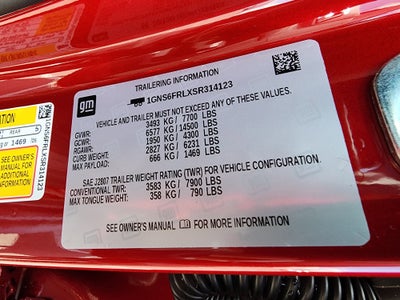 TRAILERING INFORMATION
gm
1GNS6FRLXSR314123
VEHICLE AND TRAILER MUST NOT EXCEED ANY OF THESE VALUES.
GVWR: 3493 KG / 7700 LBS
GCWR: 6577 KG / 14500 LBS
RGAWR: 1950 KG / 4300 LBS
CURB WEIGHT: 2827 KG / 6231 LBS
MAX PAYLOAD: 666 KG / 1469 LBS
SAE J2807 TRAILER WEIGHT RATING (TWR) FOR VEHICLE CONFIGURATION.
CONVENTIONAL TWR: 3583 KG / 7900 LBS
MAX TONGUE WEIGHT: 358 KG / 790 LBS
SEE OWNER'S MANUAL FOR MORE INFORMATION
REAR 5
1469
SEE OWNER'S
MANUAL FOR
ADDITIONAL
INFORMATION
1GNS6FRLXSR314123